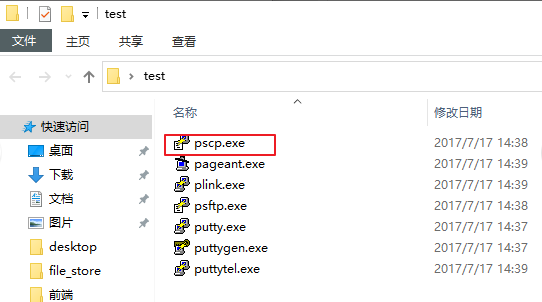 test
文件 主页 共享 查看
test
名称 修改日期
快速访问
桌面
下载
文档
图片
desktop
file_store
前端
pscp.exe 2017/7/17 14:38
pageant.exe 2017/7/17 14:39
plink.exe 2017/7/17 14:39
psftp.exe 2017/7/17 14:38
putty.exe 2017/7/17 14:37
puttygen.exe 2017/7/17 14:37
puttytel.exe 2017/7/17 14:39